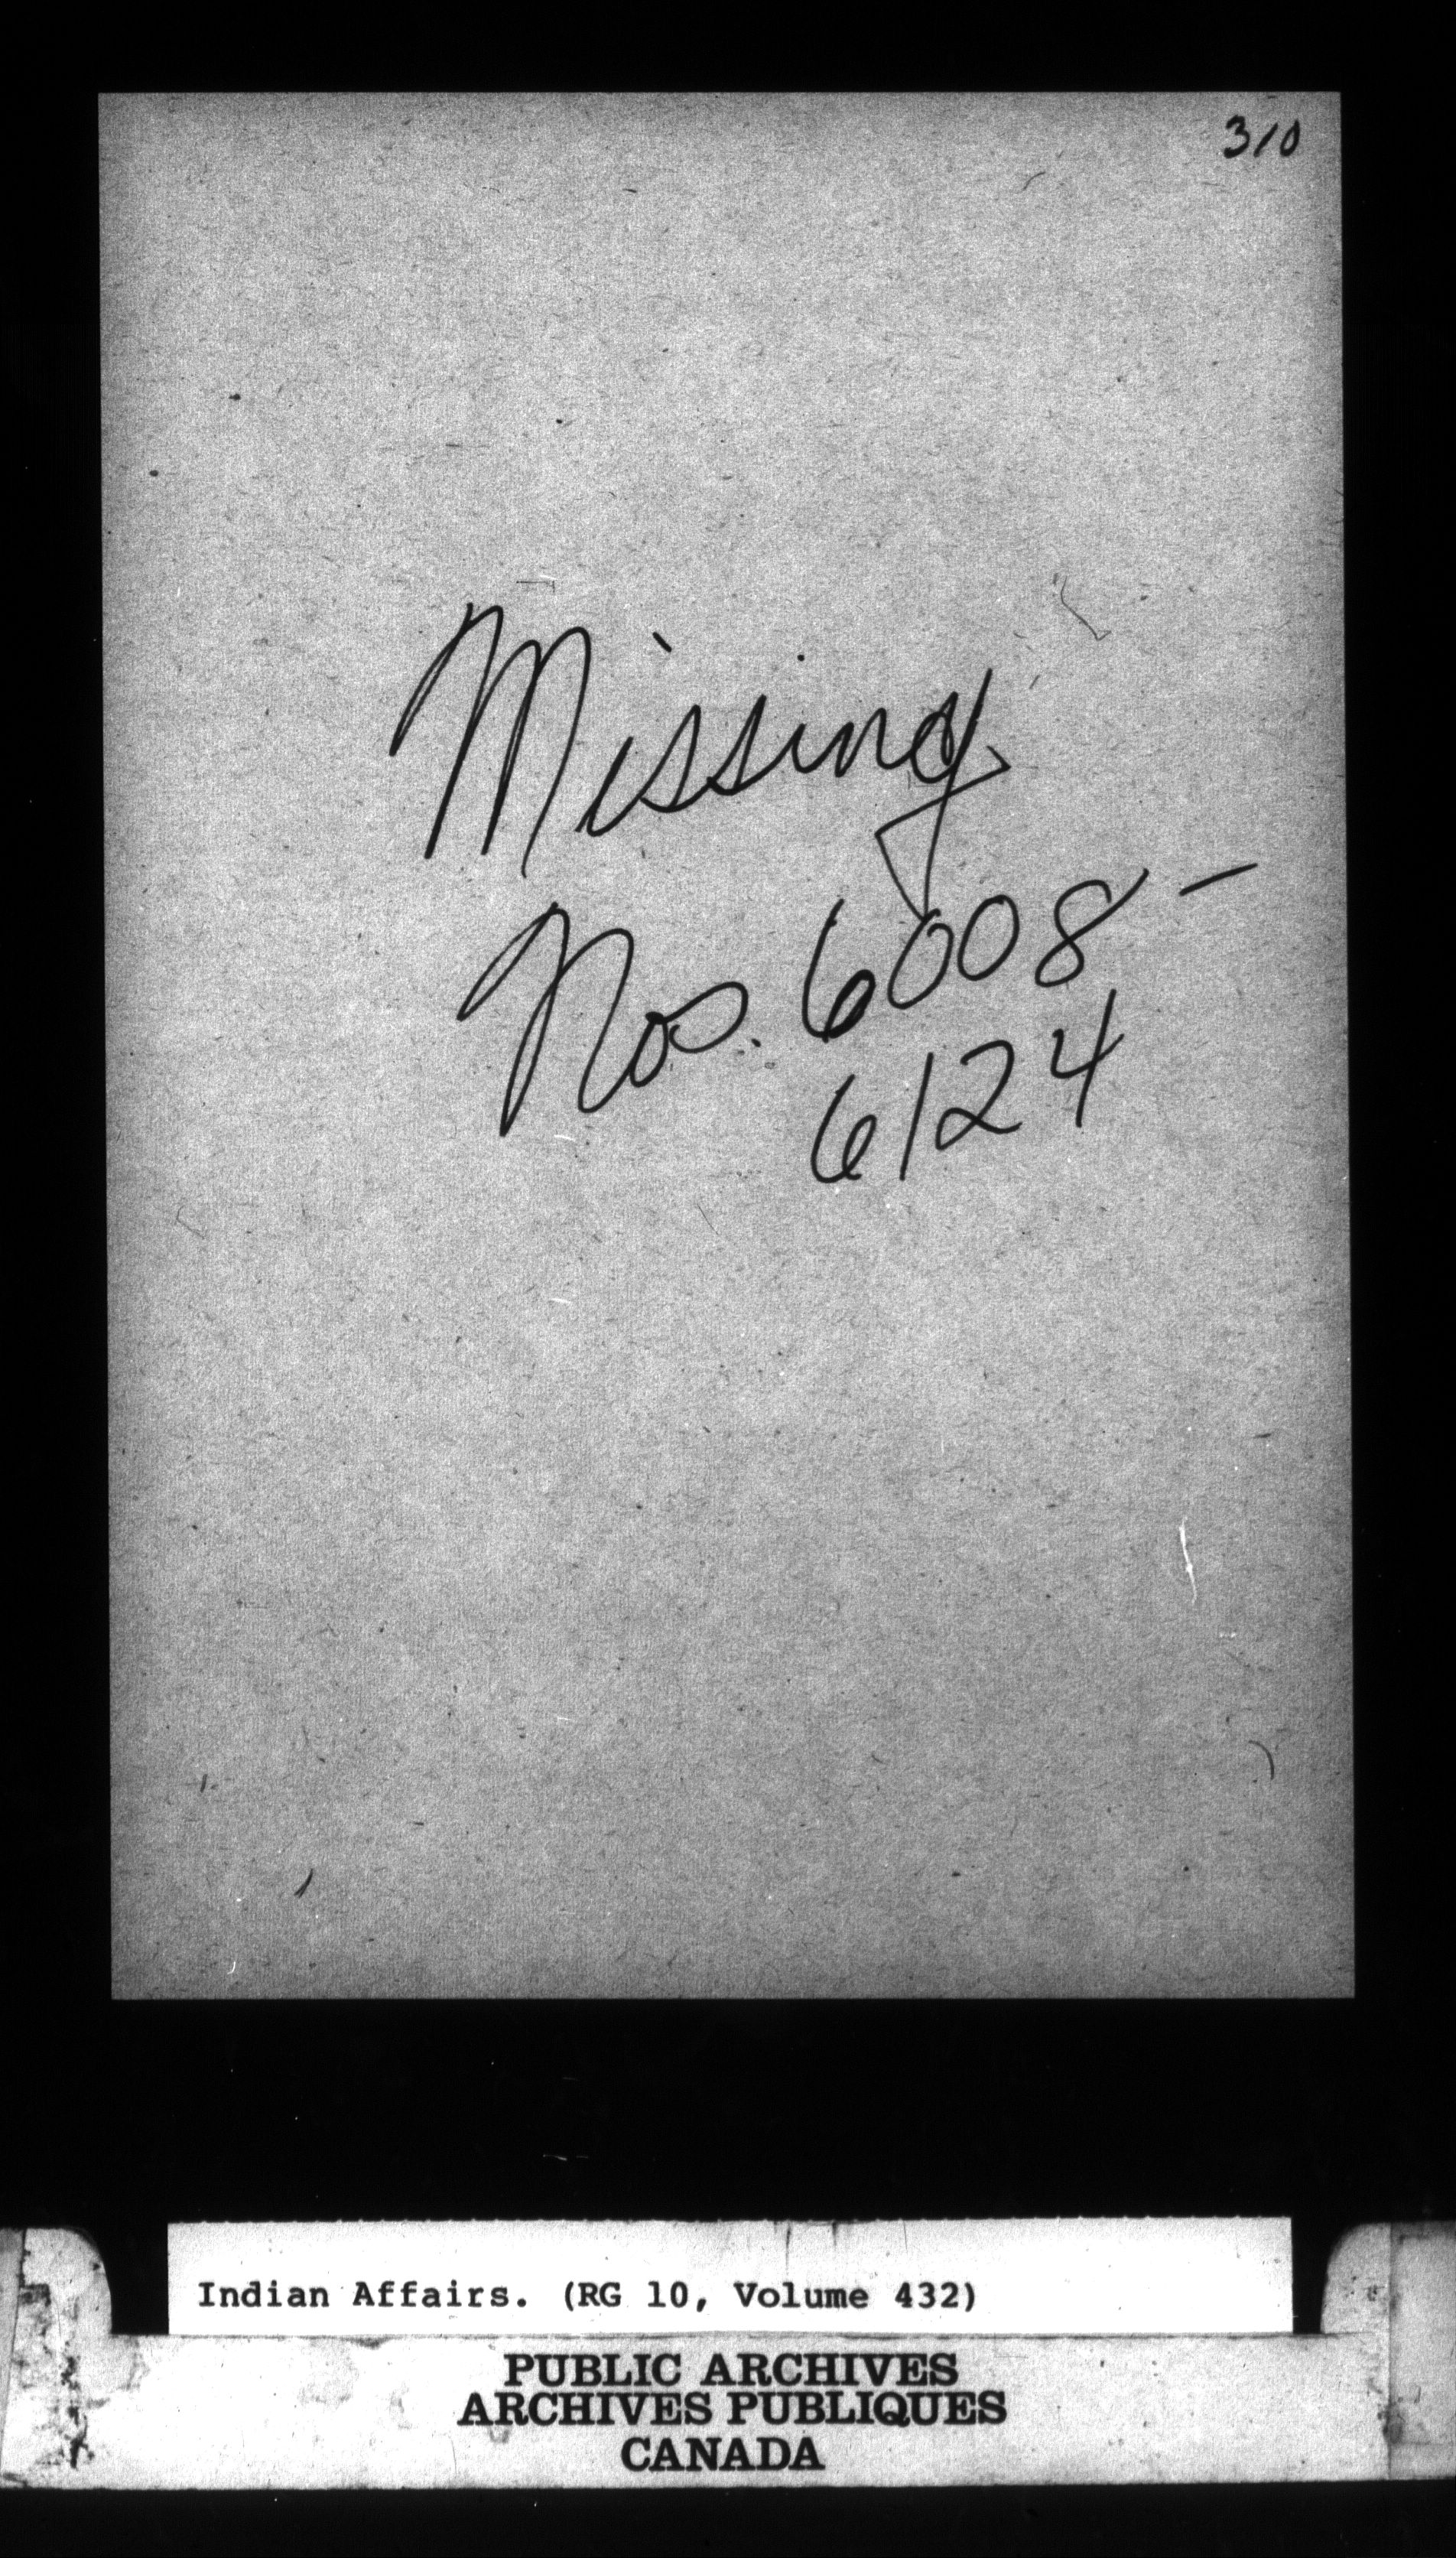 310
Missing
Nos. 6008-
6124
Indian Affairs. (RG 10, Volume 432)
PUBLIC ARCHIVES
ARCHIVES PUBLIQUES
CANADA